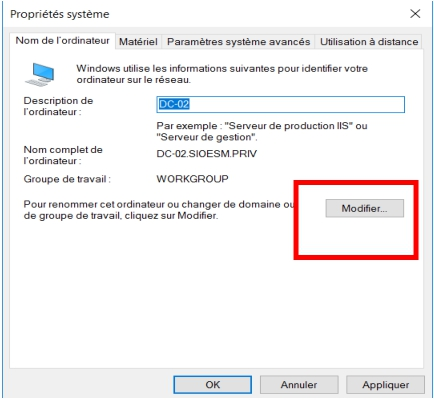 Propriétés système
Nom de l'ordinateur Matériel Paramètres système avancés Utilisation à distance
Windows utilise les informations suivantes pour identifier votre
ordinateur sur le réseau.
Description de
l'ordinateur :
DC-02
Par exemple : "Serveur de production IIS" ou
"Serveur de gestion".
Nom complet de
l'ordinateur :
DC-02.SIOESM.PRIV
Groupe de travail :
WORKGROUP
Pour renommer cet ordinateur ou changer de domaine ou
de groupe de travail, cliquez sur Modifier.
Modifier...
OK Annuler Appliquer